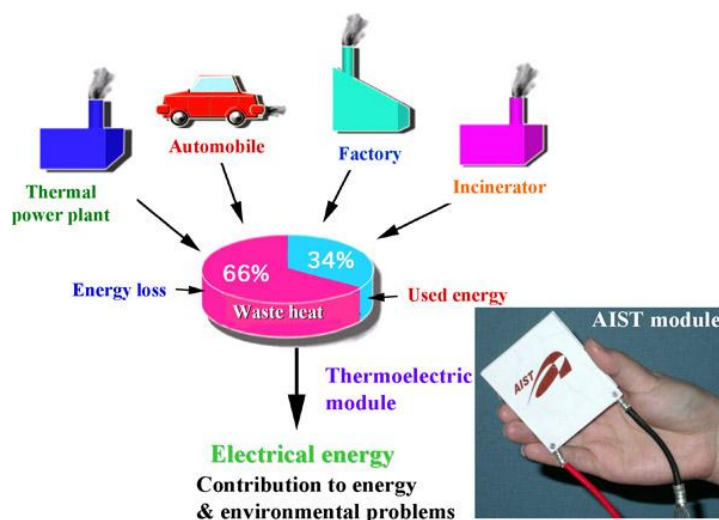 Thermal
power plant
Automobile
Factory
Incinerator
66%
34%
Energy loss
Waste heat
Used energy
AIST module
AIST
Thermoelectric
module
Electrical energy
Contribution to energy
& environmental problems